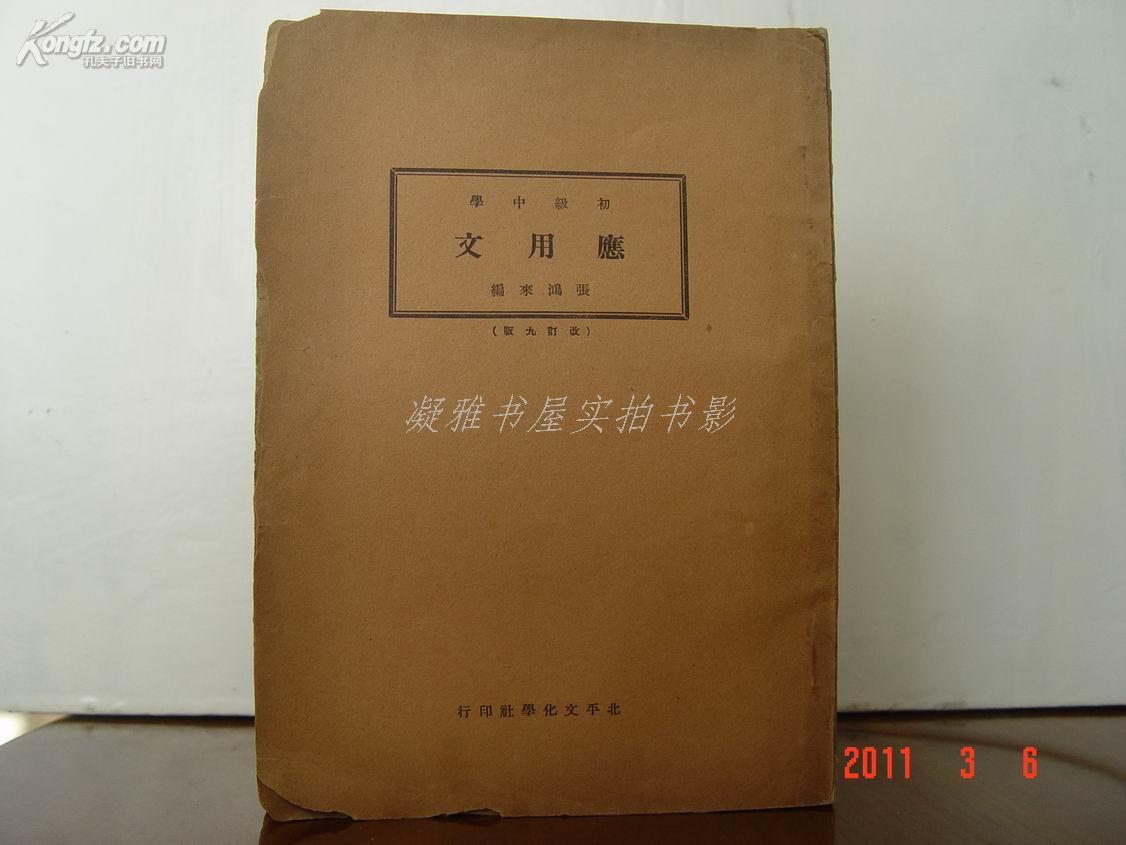 Kongfz.com
孔夫子旧书网
初級中學
應用文
張鴻來編
（改訂九版）
凝雅书屋实拍书影
北平文化學社印行
2011 3 6